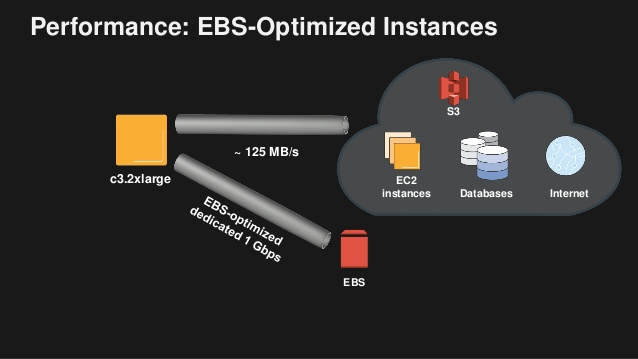 Performance: EBS-Optimized Instances
S3
~ 125 MB/s
c3.2xlarge
EC2
instances
Databases
Internet
EBS-optimized
dedicated 1 Gbps
EBS